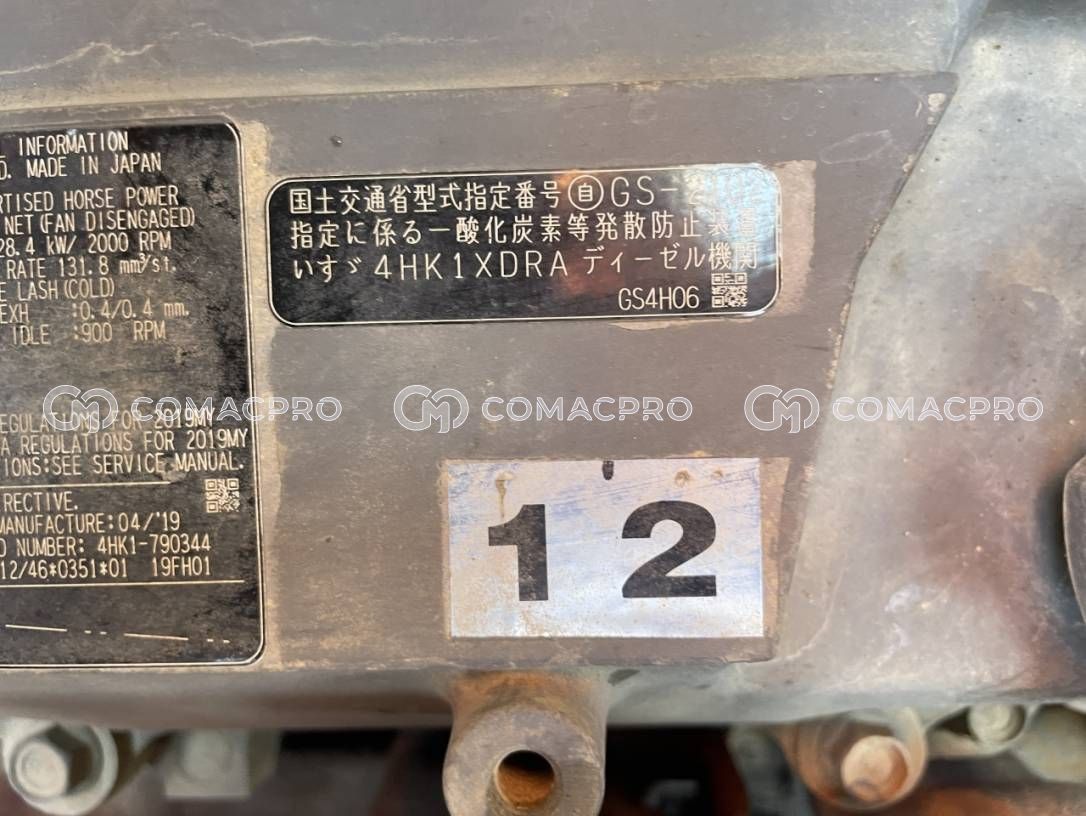 INFORMATION
D. MADE IN JAPAN
RTISED HORSE POWER
NET(FAN DISENGAGED)
28.4 kW/ 2000 RPM
RATE 131.8 mm³/st.
E LASH(COLD)
EXH :0.4/0.4 mm.
IDLE :900 RPM
EGULATIONS FOR 2019MY
A REGULATIONS FOR 2019MY
IONS:SEE SERVICE MANUAL.
RECTIVE.
MANUFACTURE:04/'19
D NUMBER: 4HK1-790344
12/46*0351*01 19FH01
国土交通省型式指定番号 自 GS-
指定に係る一酸化炭素等発散防止装置
いすゞ 4HK1XDRA ディーゼル機関
GS4H06
12
COMACPRO
COMACPRO
COMACPRO